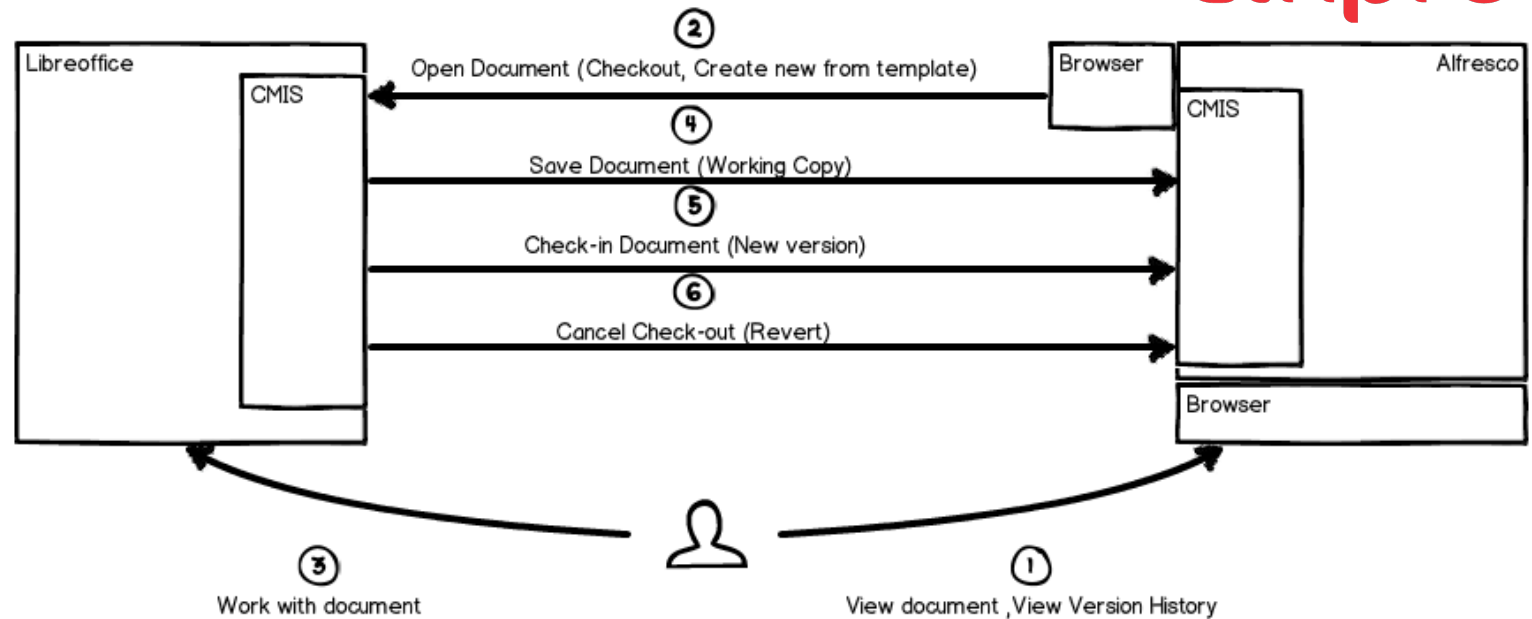 2
Libreoffice
Open Document (Checkout, Create new from template)
Browser
Alfresco
CMIS
CMIS
4
Save Document (Working Copy)
5
Check-in Document (New version)
6
Cancel Check-out (Revert)
Browser
3
1
Work with document
View document ,View Version History